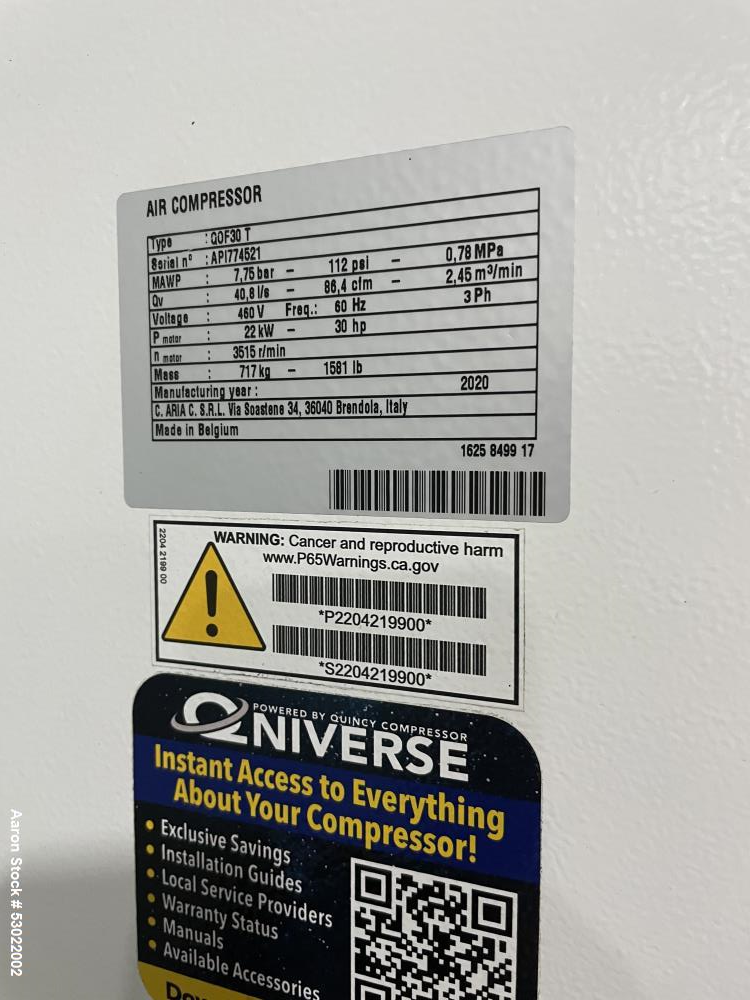 AIR COMPRESSOR
Type : QOF30 T
Serial nº : API774521
MAWP : 7,75 bar – 112 psi – 0,78 MPa
Qv : 40,8 l/s – 86,4 cfm – 2,45 m³/min
Voltage : 460 V Freq.: 60 Hz 3 Ph
P motor : 22 kW – 30 hp
n motor : 3515 r/min
Mass : 717 kg – 1581 lb
Manufacturing year : 2020
C. ARIA C. S.R.L. Via Soastene 34, 36040 Brendola, Italy
Made in Belgium
1625 8499 17
2204 2199 00
WARNING: Cancer and reproductive harm
www.P65Warnings.ca.gov
*P2204219900*
*S2204219900*
POWERED BY QUINCY COMPRESSOR
QNIVERSE
Instant Access to Everything
About Your Compressor!
• Exclusive Savings
• Installation Guides
• Local Service Providers
• Warranty Status
• Manuals
• Available Accessories
Aaron Stock # 53022002